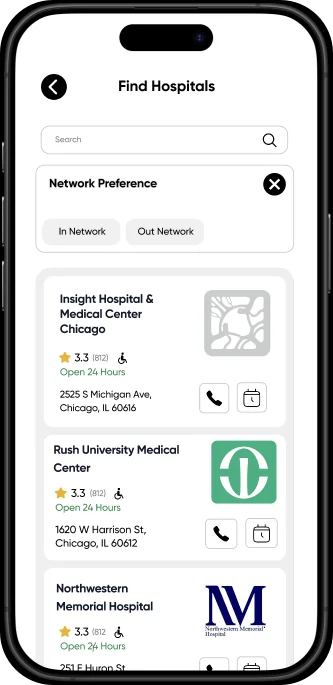 Find Hospitals
Search
Network Preference
In Network
Out Network
Insight Hospital &
Medical Center
Chicago
3.3 (812)
Open 24 Hours
2525 S Michigan Ave,
Chicago, IL 60616
Rush University Medical
Center
3.3 (812)
Open 24 Hours
1620 W Harrison St,
Chicago, IL 60612
Northwestern
Memorial Hospital
NM
Northwestern Memorial®
Hospital
3.3 (812
Open 24 Hours
251 E Huron St